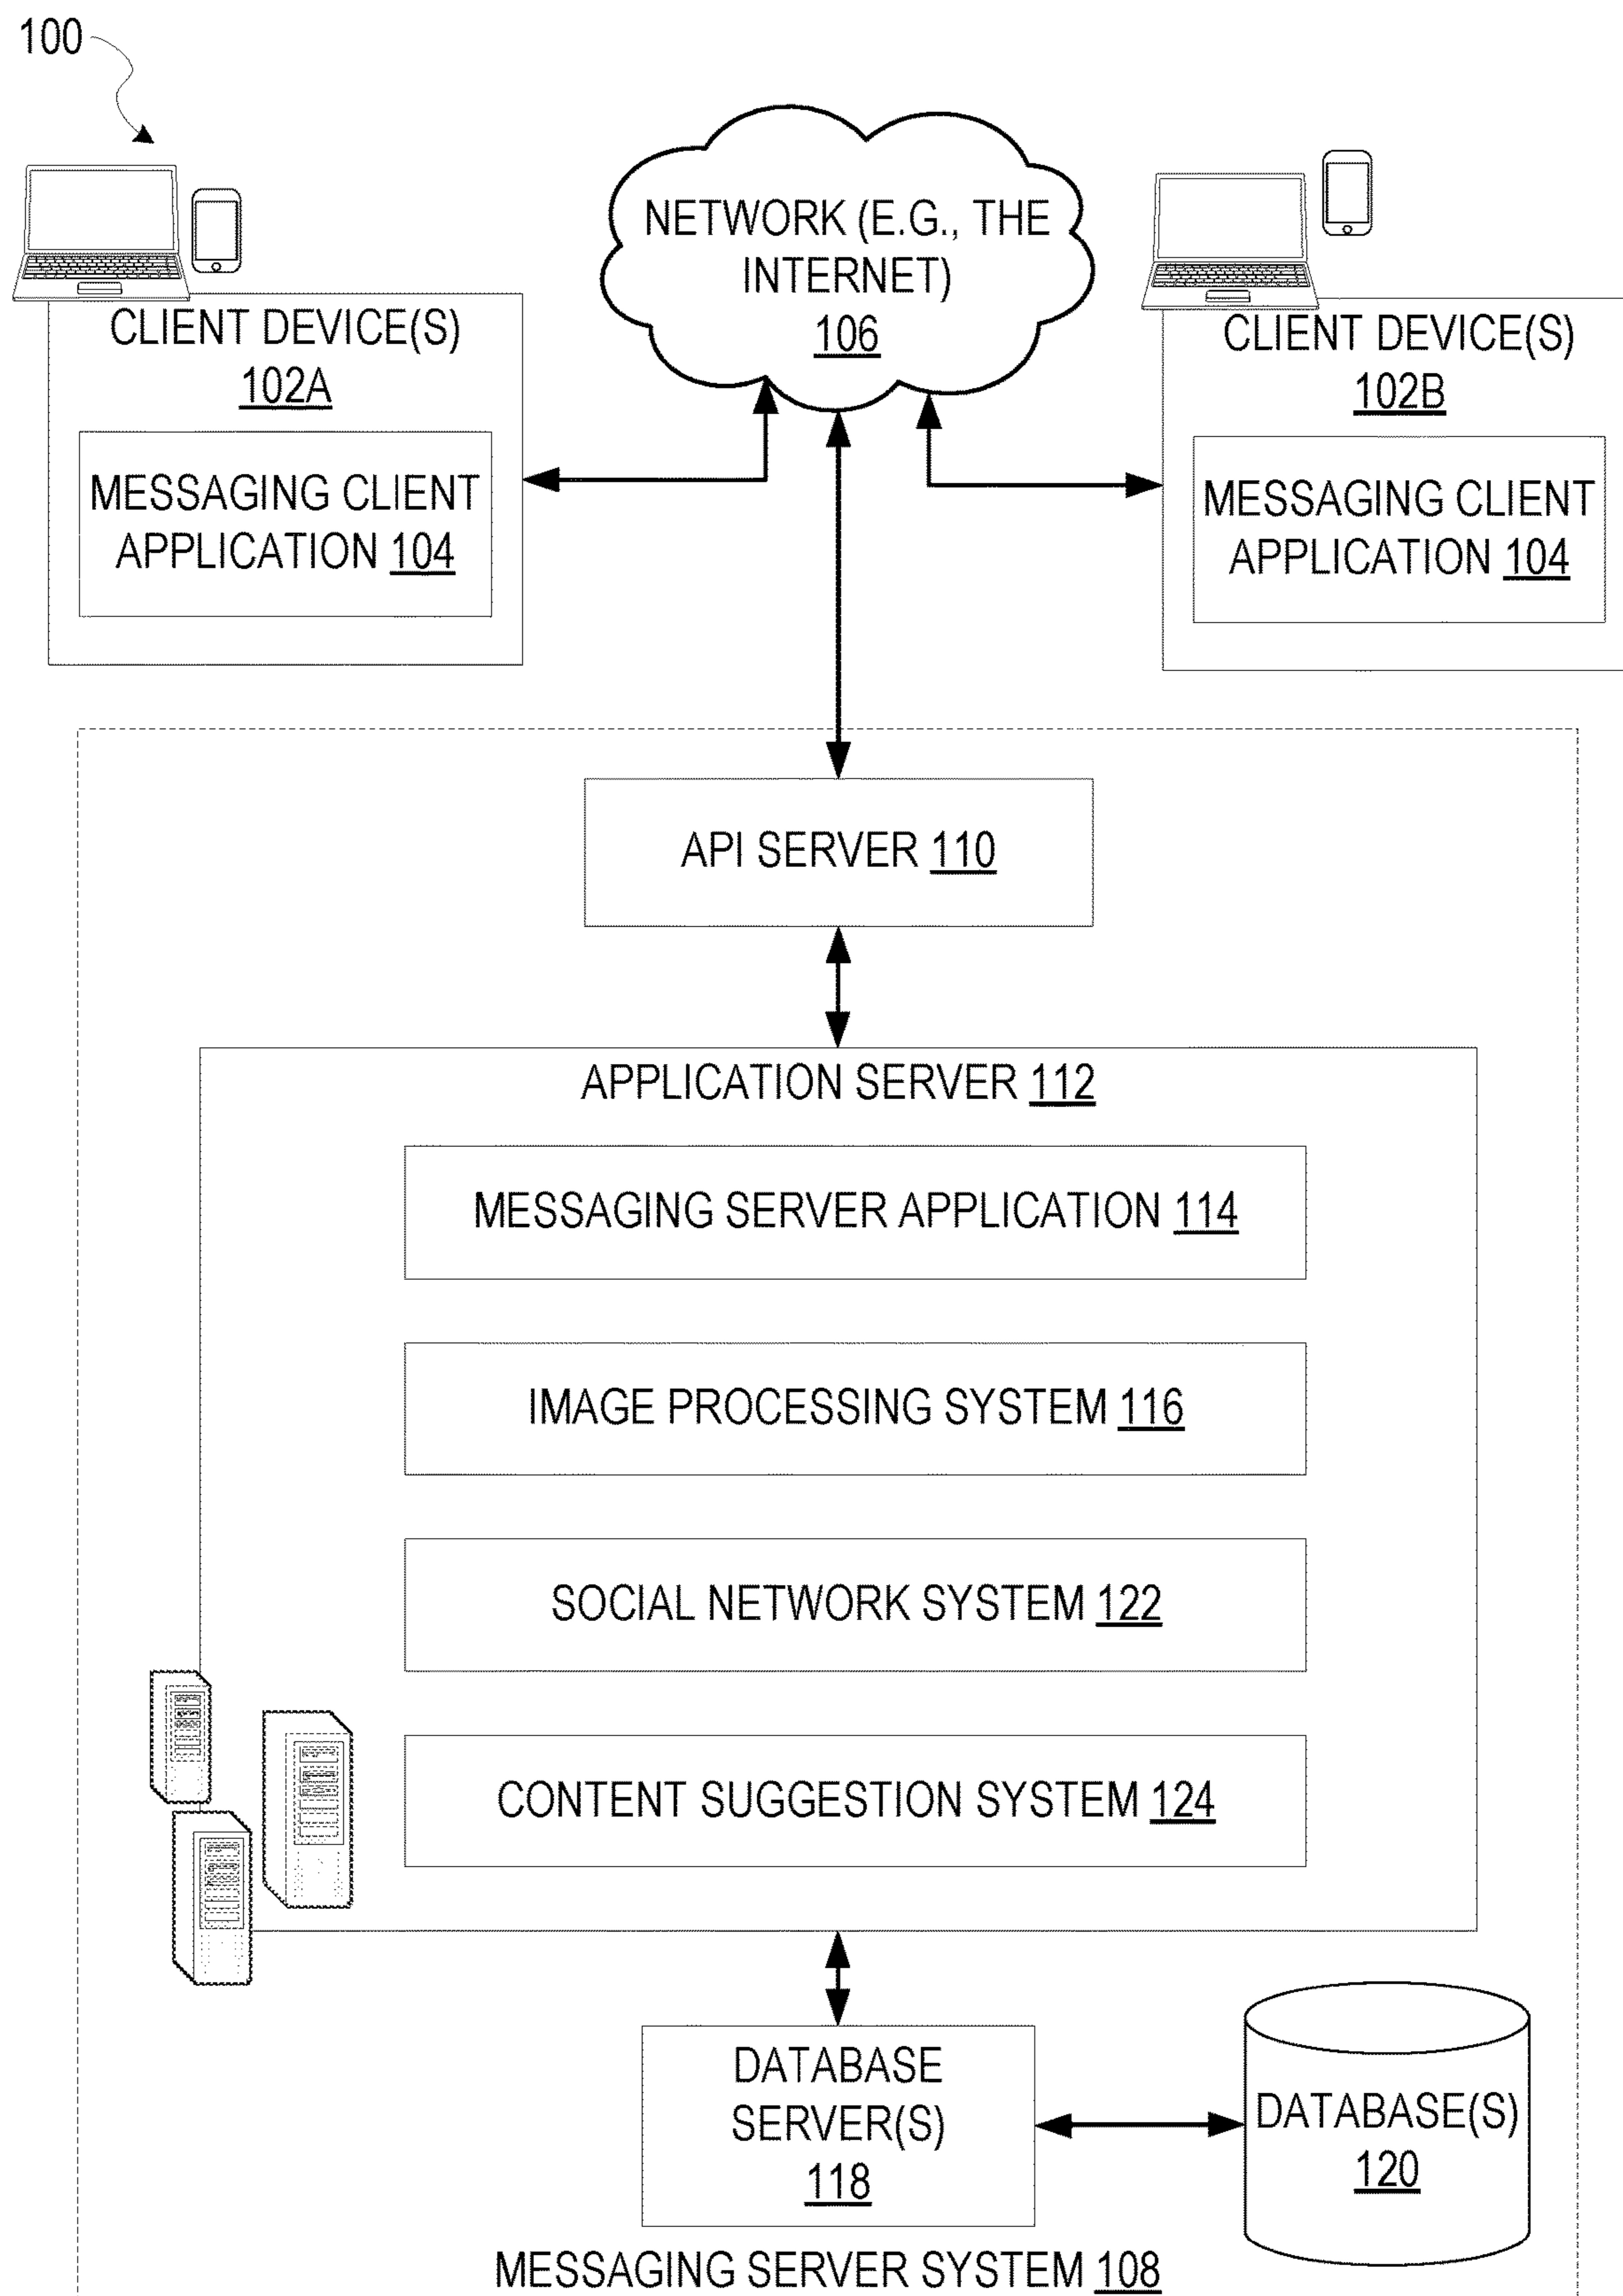 100
NETWORK (E.G., THE
INTERNET)
106
CLIENT DEVICE(S)
102A
MESSAGING CLIENT
APPLICATION 104
CLIENT DEVICE(S)
102B
MESSAGING CLIENT
APPLICATION 104
API SERVER 110
APPLICATION SERVER 112
MESSAGING SERVER APPLICATION 114
IMAGE PROCESSING SYSTEM 116
SOCIAL NETWORK SYSTEM 122
CONTENT SUGGESTION SYSTEM 124
DATABASE
SERVER(S)
118
DATABASE(S)
120
MESSAGING SERVER SYSTEM 108